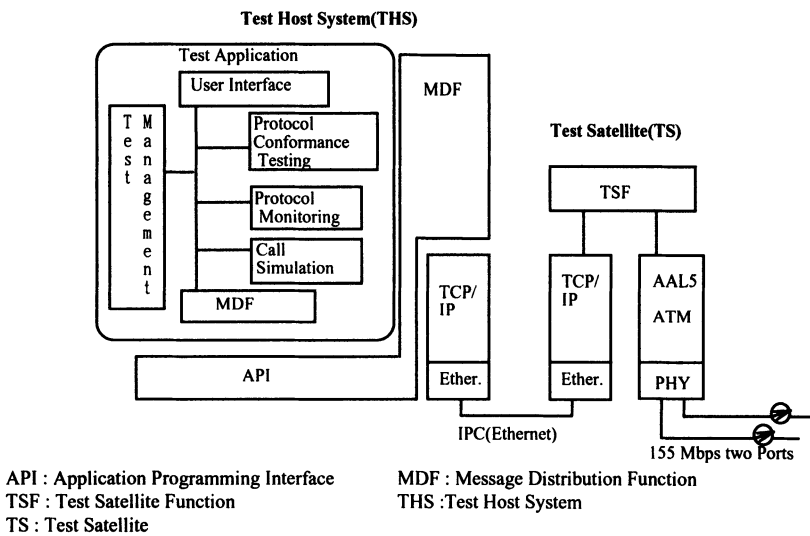 Test Host System(THS)
Test Application
User Interface
Test Management
Protocol
Conformance
Testing
Protocol
Monitoring
Call
Simulation
MDF
MDF
API
TCP/
IP
Ether.
Test Satellite(TS)
TSF
TCP/
IP
Ether.
AAL5
ATM
PHY
IPC(Ethernet)
155 Mbps two Ports
API : Application Programming Interface
MDF : Message Distribution Function
TSF : Test Satellite Function
THS :Test Host System
TS : Test Satellite